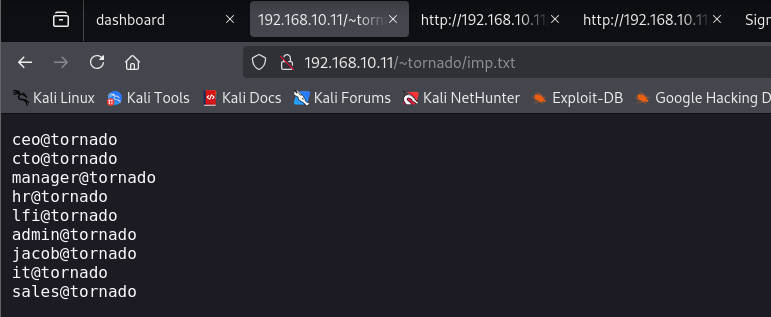 dashboard
192.168.10.11/~torn
http://192.168.10.11
http://192.168.10.11
Sign
192.168.10.11/~tornado/imp.txt
Kali Linux Kali Tools Kali Docs Kali Forums Kali NetHunter Exploit-DB Google Hacking D
ceo@tornado
cto@tornado
manager@tornado
hr@tornado
lfi@tornado
admin@tornado
jacob@tornado
it@tornado
sales@tornado